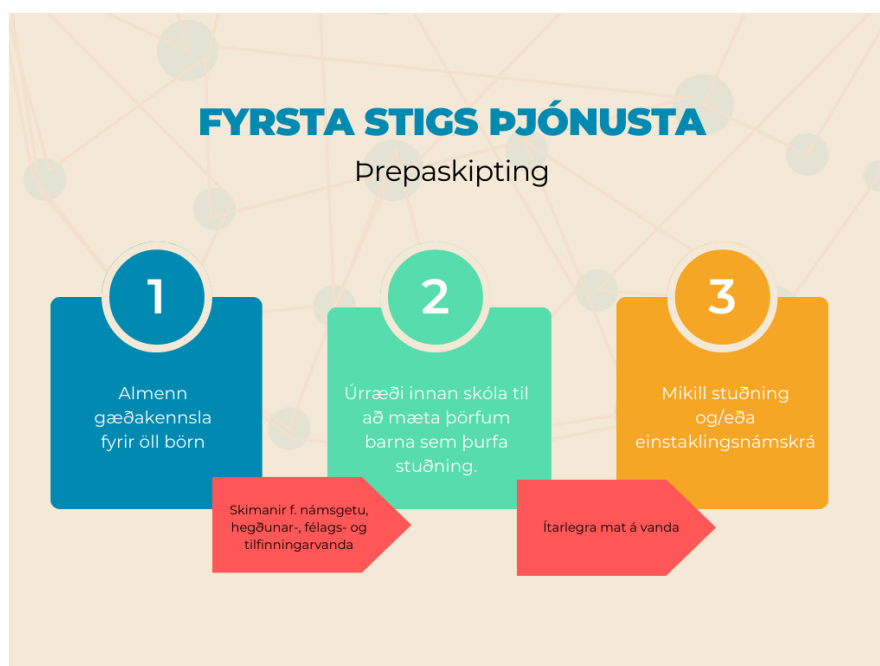 FYRSTA STIGS ÞJÓNUSTA
Þrepaskipting
1
Almenn
gæðakennsla
fyrir öll börn
Skimanir f. námsgetu,
hegðunar-, félags- og
tilfinningarvanda
2
Úrræði innan skóla til
að mæta þörfum
barna sem þurfa
stuðning.
Ítarlegra mat á vanda
3
Mikill stuðning
og/eða
einstaklingsnámskrá